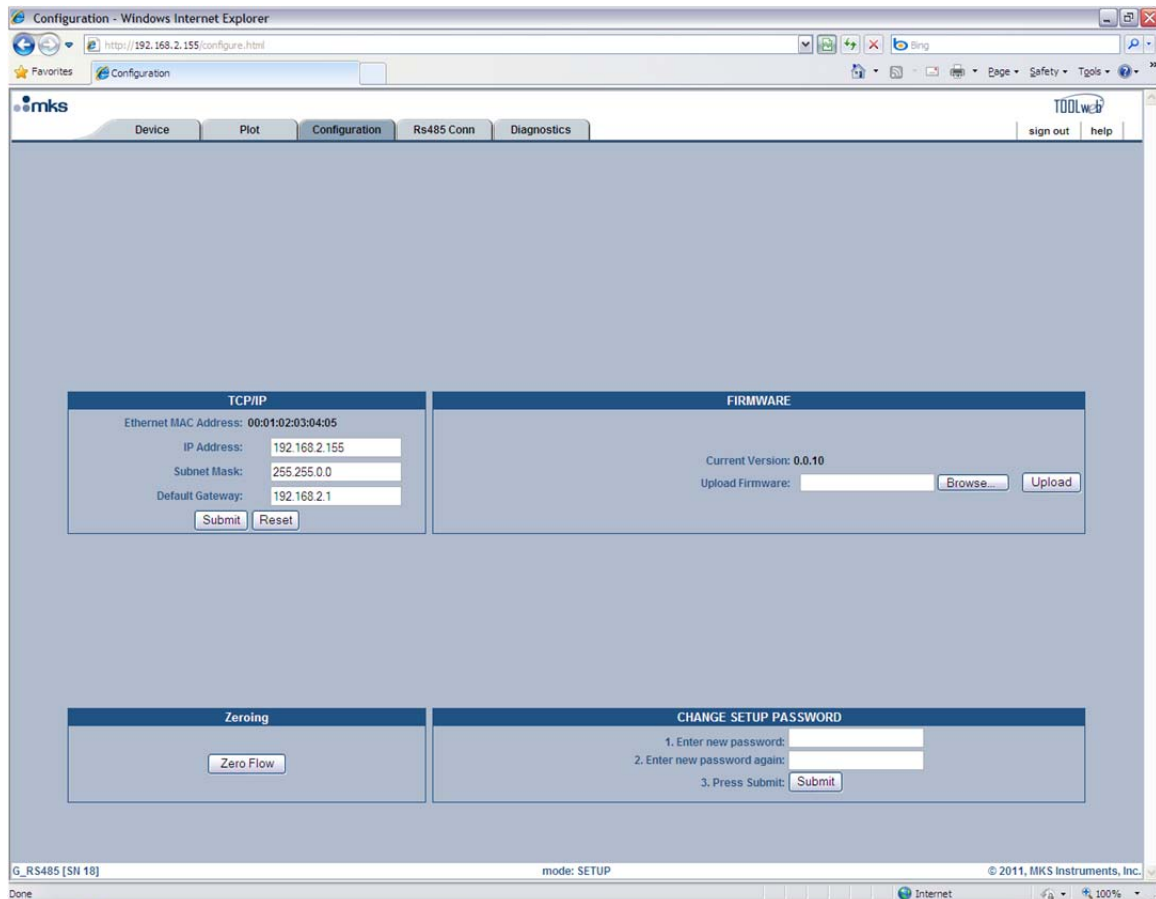 Configuration - Windows Internet Explorer
http://192.168.2.155/configure.html
Bing
Favorites
Configuration
Page Safety Tools
mks
TOOLweb
Device Plot Configuration Rs485 Conn Diagnostics
sign out help
TCP/IP
Ethernet MAC Address: 00:01:02:03:04:05
IP Address: 192.168.2.155
Subnet Mask: 255.255.0.0
Default Gateway: 192.168.2.1
Submit Reset
FIRMWARE
Current Version: 0.0.10
Upload Firmware: Browse... Upload
Zeroing
Zero Flow
CHANGE SETUP PASSWORD
1. Enter new password:
2. Enter new password again:
3. Press Submit: Submit
G_RS485 [SN 18] mode: SETUP © 2011, MKS Instruments, Inc.
Done Internet 100%